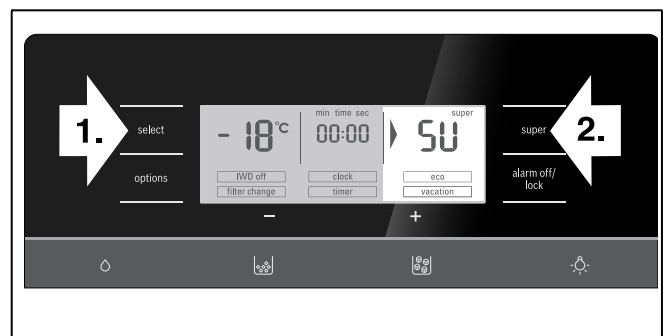 1.
select
options
- 18 °C
min time sec
00:00
super
SU
IWD off
clock
eco
filter change
timer
vacation
super
2.
alarm off/
lock
− +